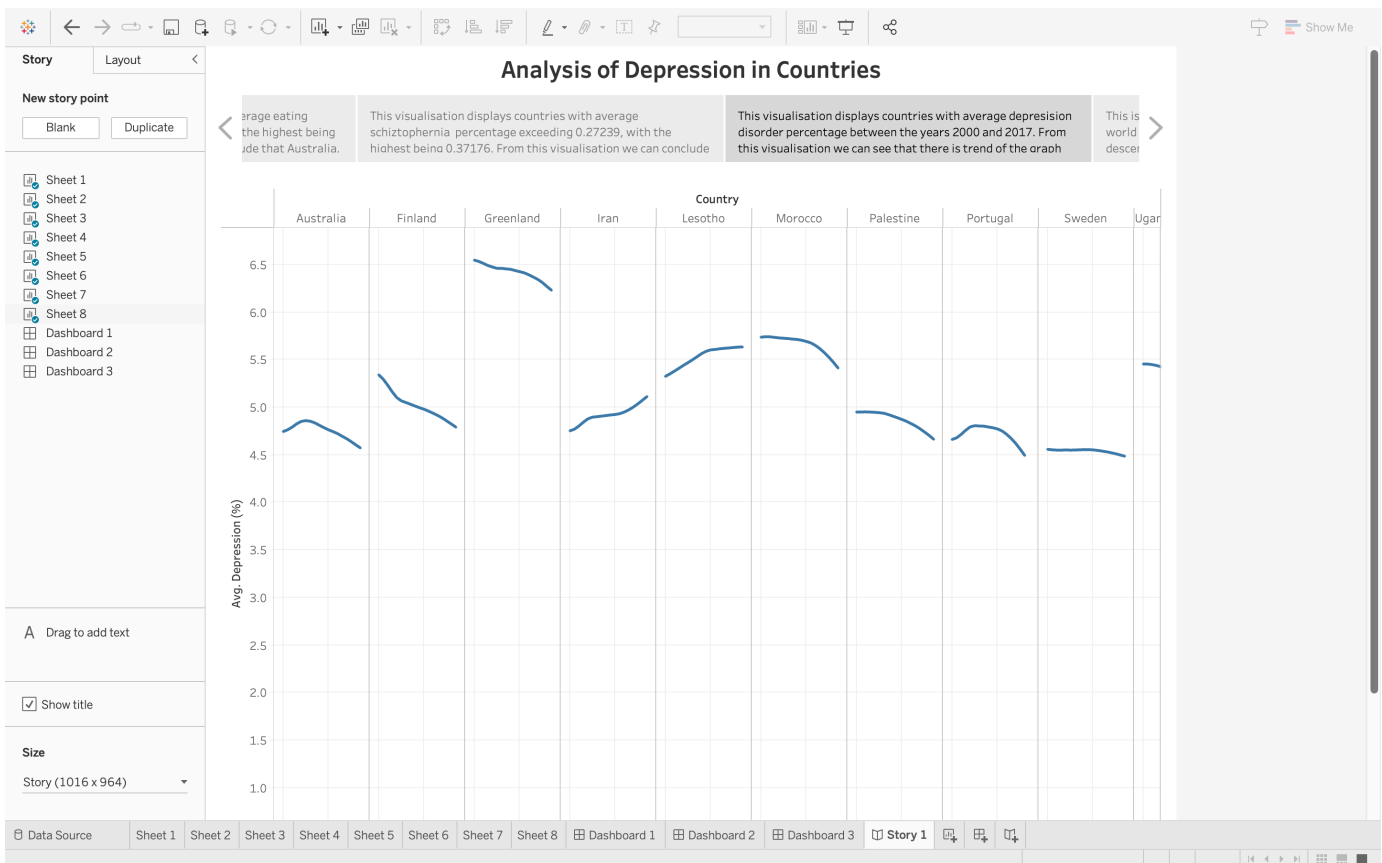 Show Me
Story
Layout
New story point
Blank
Duplicate
Sheet 1
Sheet 2
Sheet 3
Sheet 4
Sheet 5
Sheet 6
Sheet 7
Sheet 8
Dashboard 1
Dashboard 2
Dashboard 3
A Drag to add text
Show title
Size
Story (1016 x 964)
Analysis of Depression in Countries
erage eating
the highest being
ude that Australia.
This visualisation displays countries with average
schiztophernia percentage exceeding 0.27239, with the
highest being 0.37176. From this visualisation we can conclude
This visualisation displays countries with average depresision
disorder percentage between the years 2000 and 2017. From
this visualisation we can see that there is trend of the graph
This is
world
descer
Country
Australia Finland Greenland Iran Lesotho Morocco Palestine Portugal Sweden Ugar
Avg. Depression (%)
6.5
6.0
5.5
5.0
4.5
4.0
3.5
3.0
2.5
2.0
1.5
1.0
Data Source Sheet 1 Sheet 2 Sheet 3 Sheet 4 Sheet 5 Sheet 6 Sheet 7 Sheet 8 Dashboard 1 Dashboard 2 Dashboard 3 Story 1